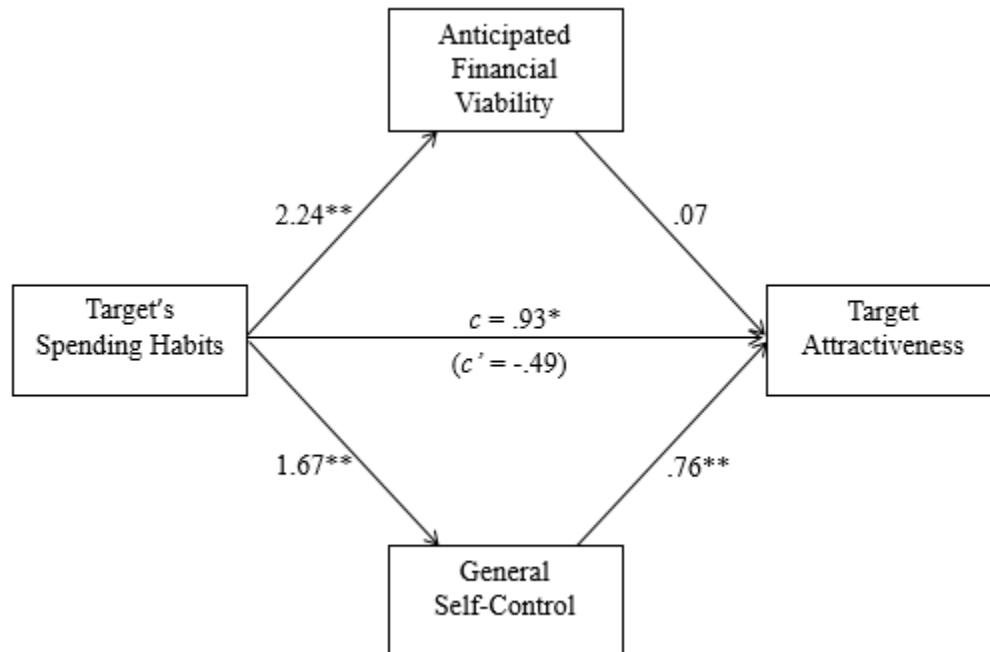 Anticipated
Financial
Viability
2.24**
.07
Target's
Spending Habits
c = .93*
(c’ = -.49)
Target
Attractiveness
1.67**
.76**
General
Self-Control